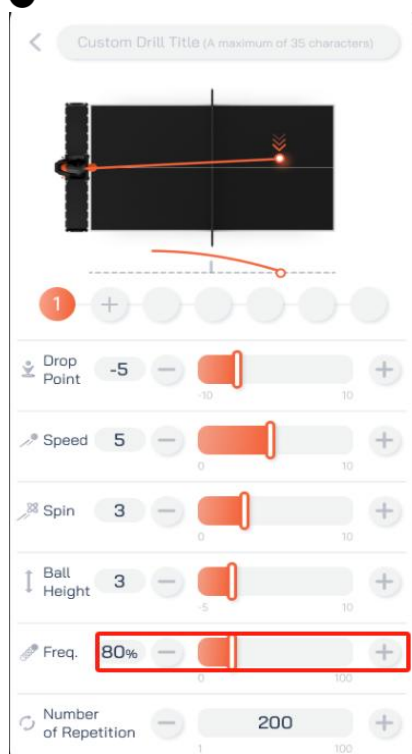 Custom Drill Title (A maximum of 35 characters)
1 +
Drop
Point
-5 — +
-10 10
Speed 5 — +
0 10
Spin 3 — +
0 10
Ball
Height
3 — +
-5 10
Freq. 80% — +
0 100
Number
of Repetition
— 200 +
1 100